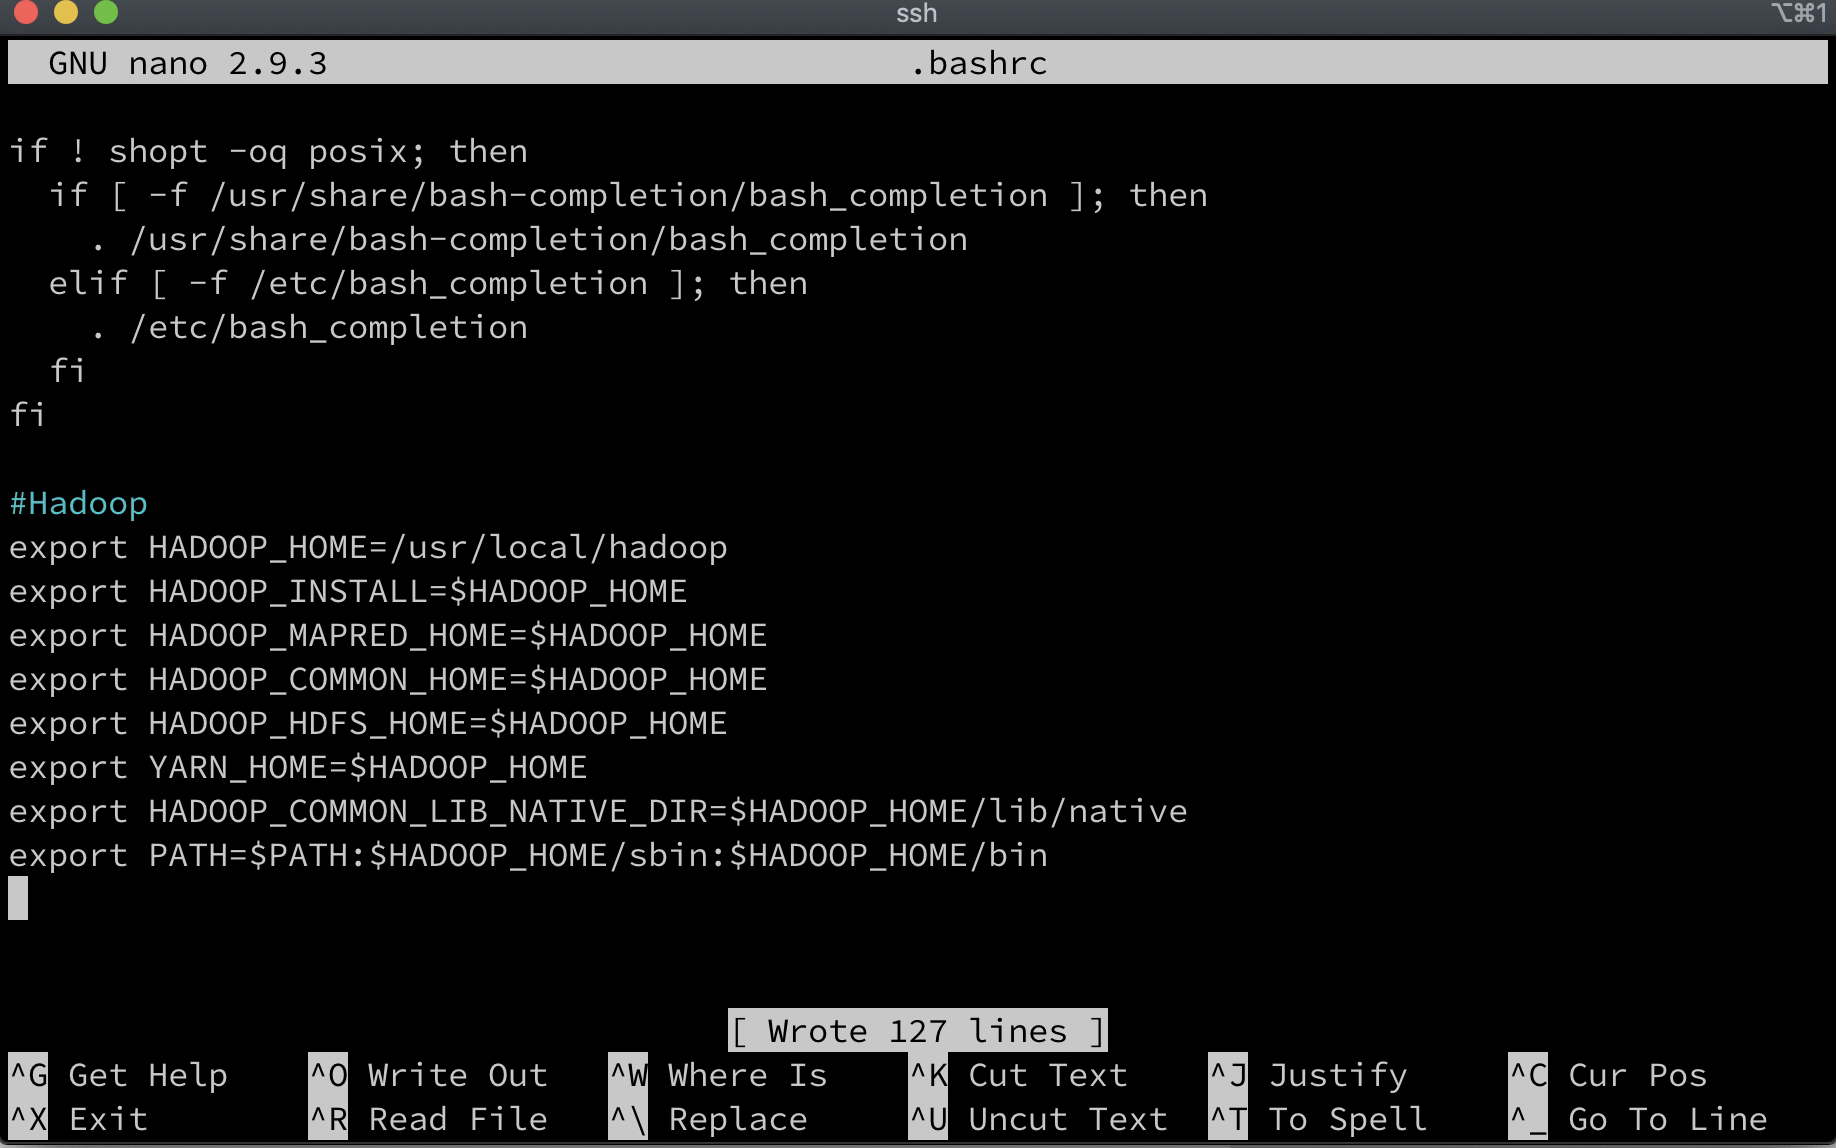 ssh ⌥⌘1
GNU nano 2.9.3 .bashrc
if ! shopt -oq posix; then
  if [ -f /usr/share/bash-completion/bash_completion ]; then
    . /usr/share/bash-completion/bash_completion
  elif [ -f /etc/bash_completion ]; then
    . /etc/bash_completion
  fi
fi
#Hadoop
export HADOOP_HOME=/usr/local/hadoop
export HADOOP_INSTALL=$HADOOP_HOME
export HADOOP_MAPRED_HOME=$HADOOP_HOME
export HADOOP_COMMON_HOME=$HADOOP_HOME
export HADOOP_HDFS_HOME=$HADOOP_HOME
export YARN_HOME=$HADOOP_HOME
export HADOOP_COMMON_LIB_NATIVE_DIR=$HADOOP_HOME/lib/native
export PATH=$PATH:$HADOOP_HOME/sbin:$HADOOP_HOME/bin
[ Wrote 127 lines ]
^G Get Help ^O Write Out ^W Where Is ^K Cut Text ^J Justify ^C Cur Pos
^X Exit ^R Read File ^\ Replace ^U Uncut Text ^T To Spell ^_ Go To Line